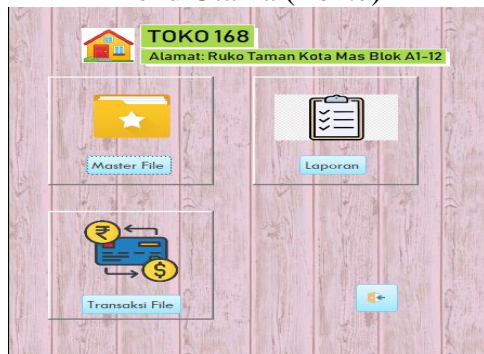 TOKO 168
Alamat: Ruko Taman Kota Mas Blok A1-12
Master File
Laporan
Transaksi File